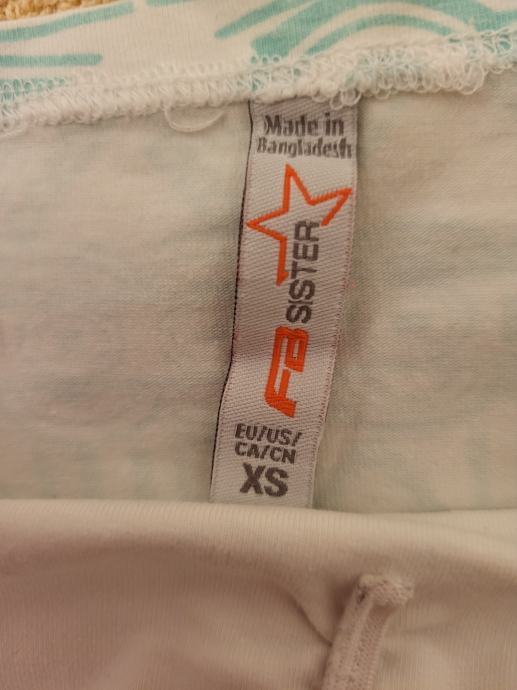 Made in
Bangladesh
FB SISTER
EU/US/
CA/CN
XS